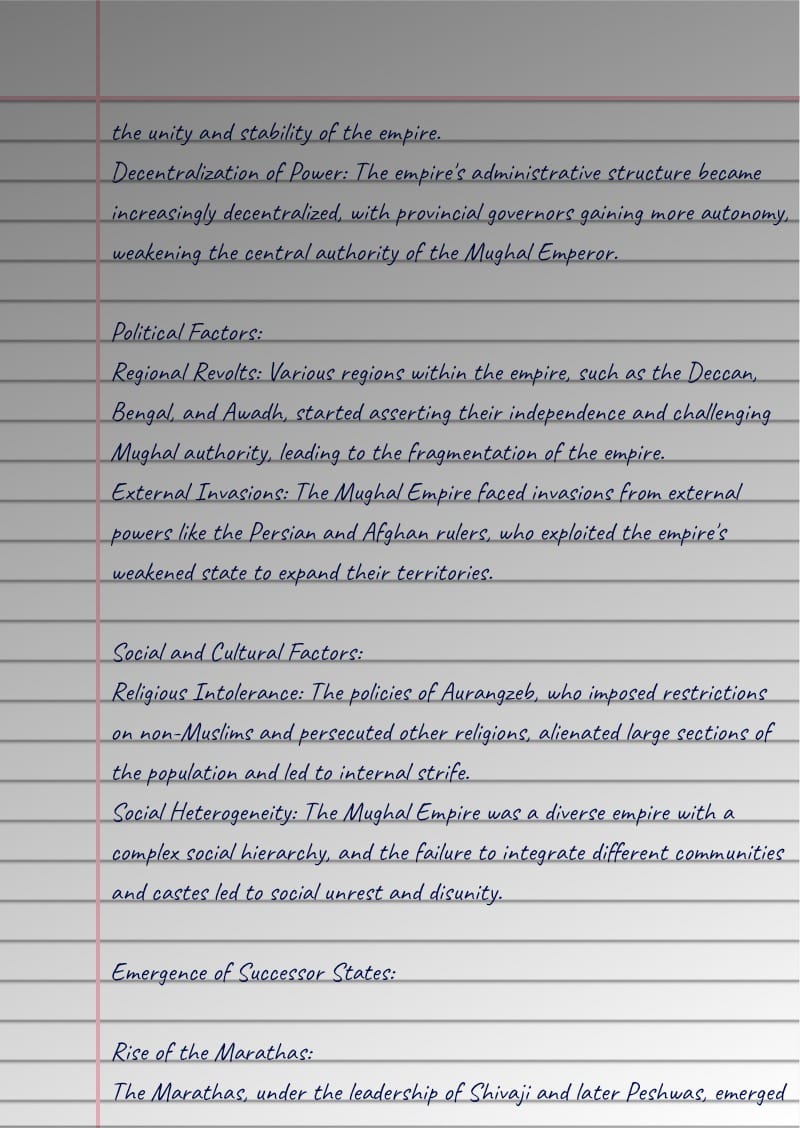 the unity and stability of the empire.
Decentralization of Power: The empire's administrative structure became
increasingly decentralized, with provincial governors gaining more autonomy,
weakening the central authority of the Mughal Emperor.
Political Factors:
Regional Revolts: Various regions within the empire, such as the Deccan,
Bengal, and Awadh, started asserting their independence and challenging
Mughal authority, leading to the fragmentation of the empire.
External Invasions: The Mughal Empire faced invasions from external
powers like the Persian and Afghan rulers, who exploited the empire's
weakened state to expand their territories.
Social and Cultural Factors:
Religious Intolerance: The policies of Aurangzeb, who imposed restrictions
on non-Muslims and persecuted other religions, alienated large sections of
the population and led to internal strife.
Social Heterogeneity: The Mughal Empire was a diverse empire with a
complex social hierarchy, and the failure to integrate different communities
and castes led to social unrest and disunity.
Emergence of Successor States:
Rise of the Marathas:
The Marathas, under the leadership of Shivaji and later Peshwas, emerged